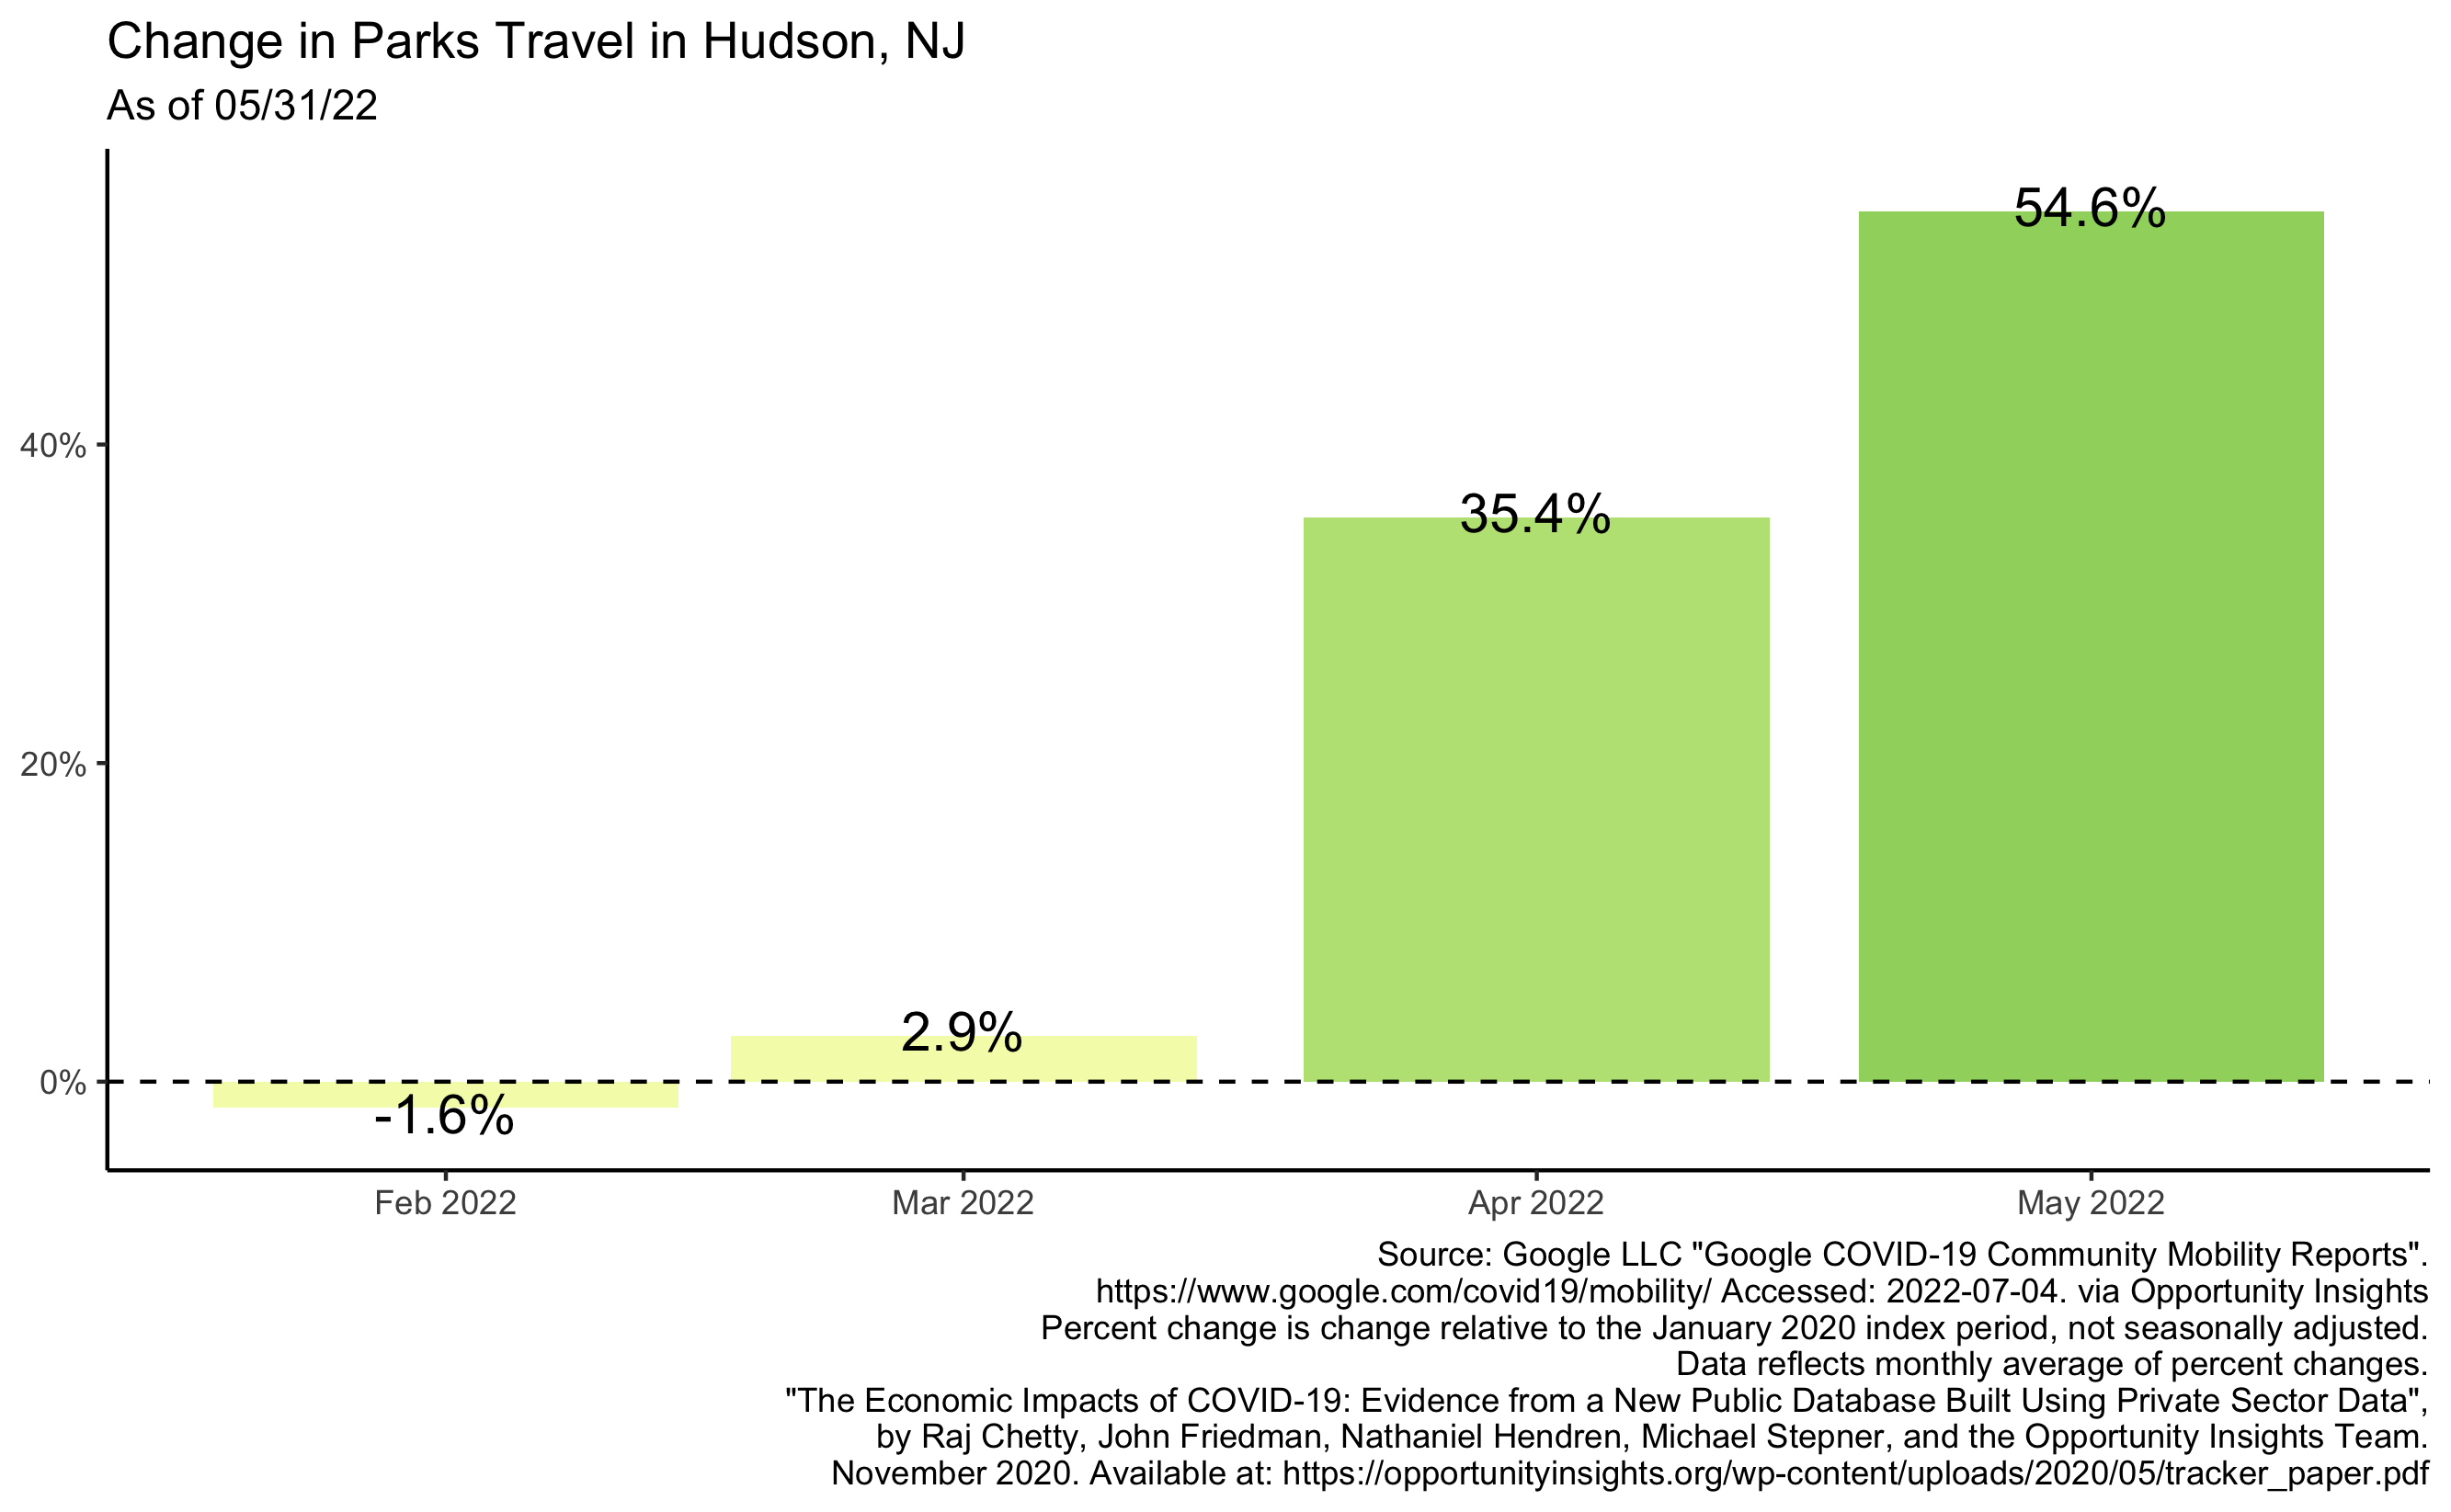 Change in Parks Travel in Hudson, NJ
As of 05/31/22
54.6%
40%
35.4%
20%
2.9%
0%
-1.6%
Feb 2022 Mar 2022 Apr 2022 May 2022
Source: Google LLC "Google COVID-19 Community Mobility Reports".
https://www.google.com/covid19/mobility/ Accessed: 2022-07-04. via Opportunity Insights
Percent change is change relative to the January 2020 index period, not seasonally adjusted.
Data reflects monthly average of percent changes.
"The Economic Impacts of COVID-19: Evidence from a New Public Database Built Using Private Sector Data",
by Raj Chetty, John Friedman, Nathaniel Hendren, Michael Stepner, and the Opportunity Insights Team.
November 2020. Available at: https://opportunityinsights.org/wp-content/uploads/2020/05/tracker_paper.pdf